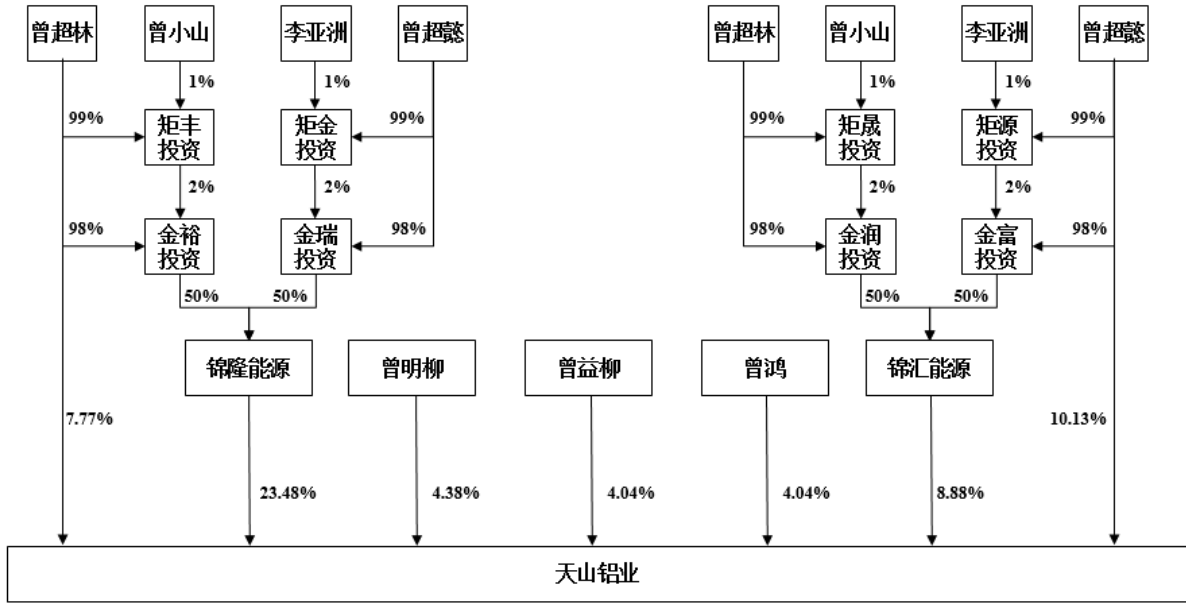 曾超林 曾小山 李亚洲 曾超懿 曾超林 曾小山 李亚洲 曾超懿
1% 1% 1% 1%
99% 矩丰 矩金 99% 99% 矩晟 矩源 99%
投资 投资 投资 投资
2% 2% 2% 2%
98% 金裕 金瑞 98% 98% 金润 金富 98%
投资 投资 投资 投资
50% 50% 50% 50%
锦隆能源 曾明柳 曾益柳 曾鸿 锦汇能源
7.77% 10.13%
23.48% 4.38% 4.04% 4.04% 8.88%
天山铝业